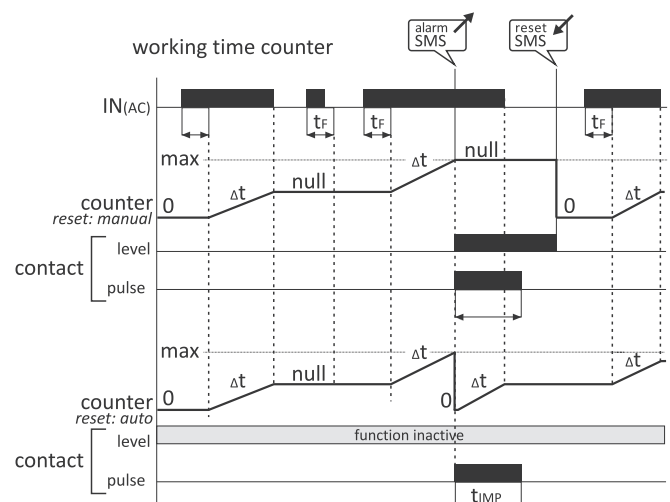 alarm
SMS
reset
SMS
working time counter
IN(AC)
tF
tF
tF
max
Δt
null
0
Δt
null
0
Δt
counter
reset: manual
level
contact
pulse
max
Δt
Δt
null
Δt
0
0
counter
reset: auto
function inactive
level
contact
pulse
tIMP